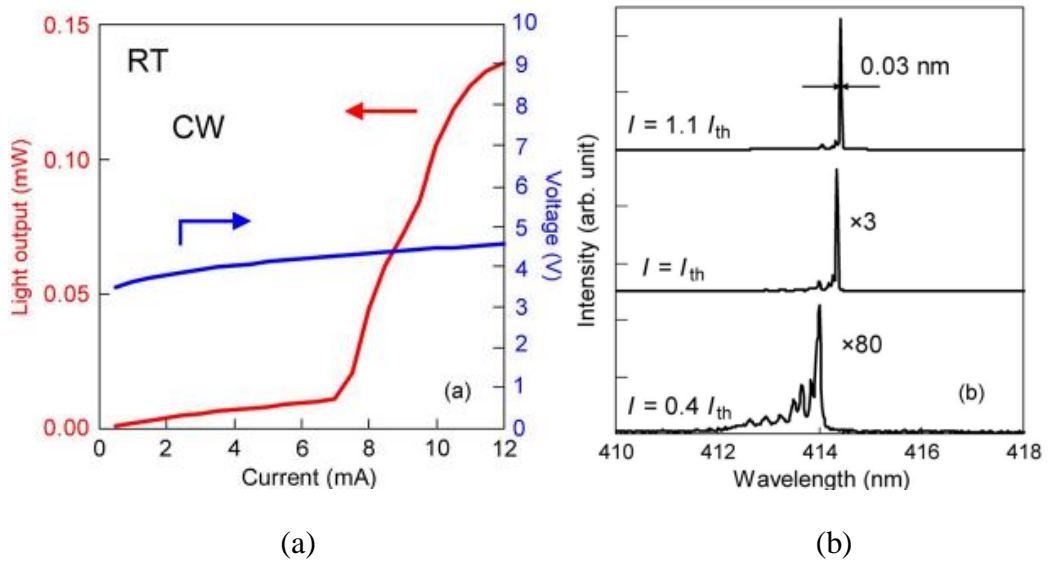 0.15
0.10
0.05
0.00
Light output (mW)
RT
CW
10
9
8
7
6
5
4
3
2
1
0
Voltage (V)
(a)
0
2
4
6
8
10
12
Current (mA)
Intensity (arb. unit)
0.03 nm
I = 1.1 Ith
×3
I = Ith
×80
I = 0.4 Ith
(b)
410
412
414
416
418
Wavelength (nm)
(a)
(b)